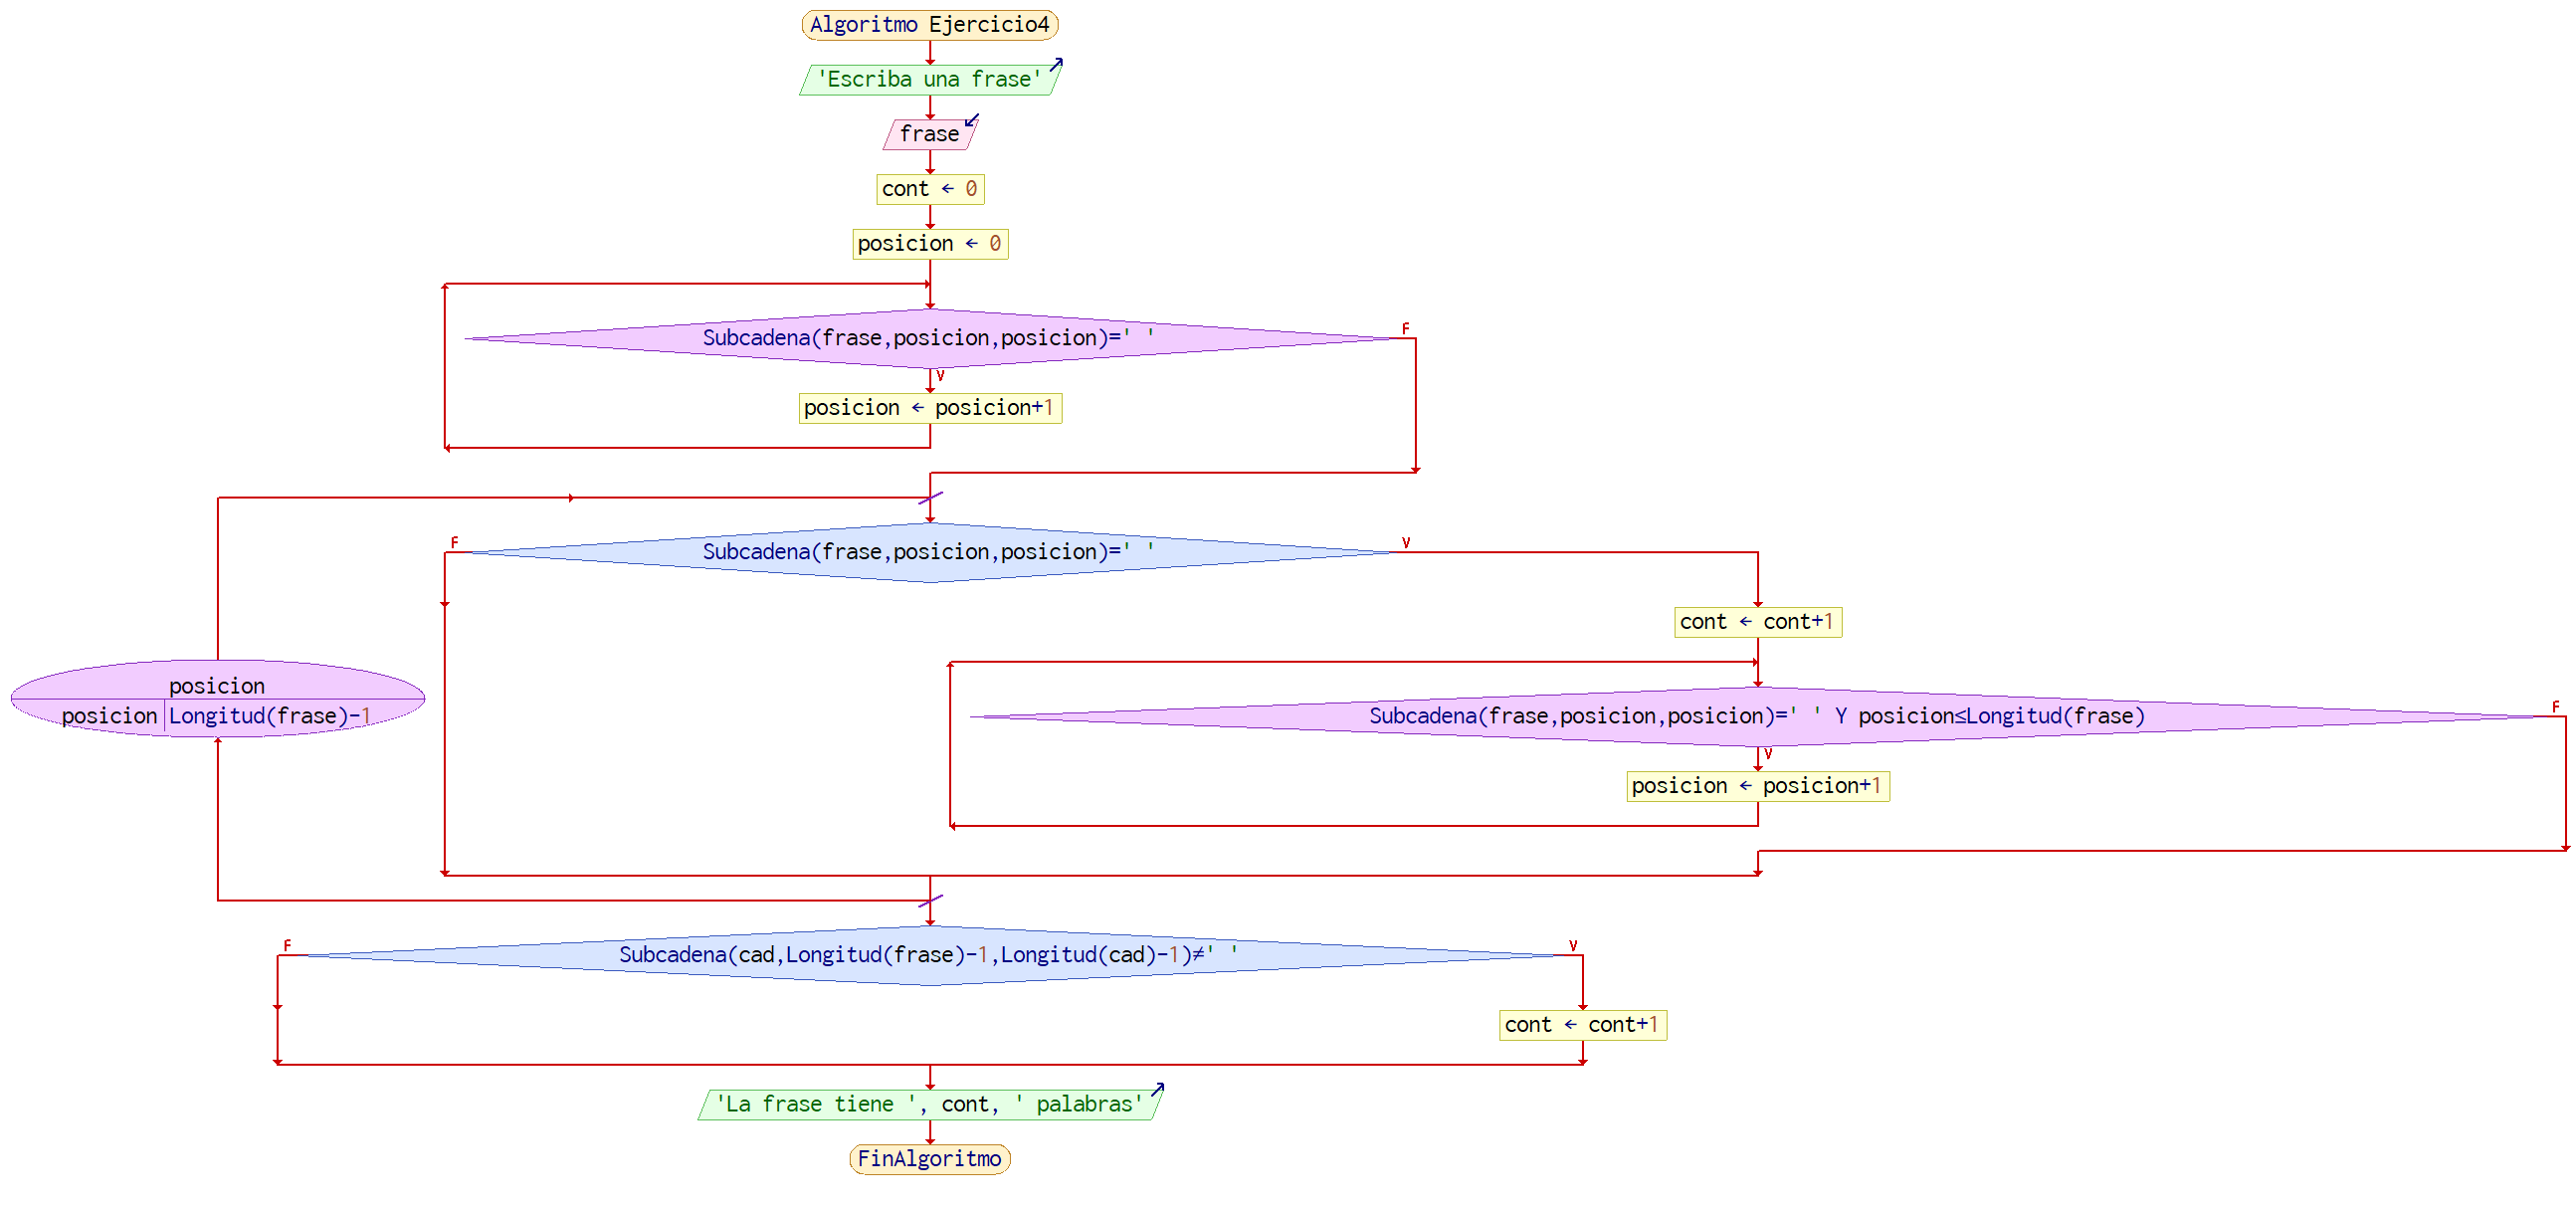 Algoritmo Ejercicio4
'Escriba una frase'
frase
cont ← 0
posicion ← 0
Subcadena(frase,posicion,posicion)=' '
F
V
posicion ← posicion+1
Subcadena(frase,posicion,posicion)=' '
F
V
cont ← cont+1
posicion
posicion Longitud(frase)-1
Subcadena(frase,posicion,posicion)=' ' Y posicion≤Longitud(frase)
F
V
posicion ← posicion+1
Subcadena(cad,Longitud(frase)-1,Longitud(cad)-1)≠' '
F
V
cont ← cont+1
'La frase tiene ', cont, ' palabras'
FinAlgoritmo